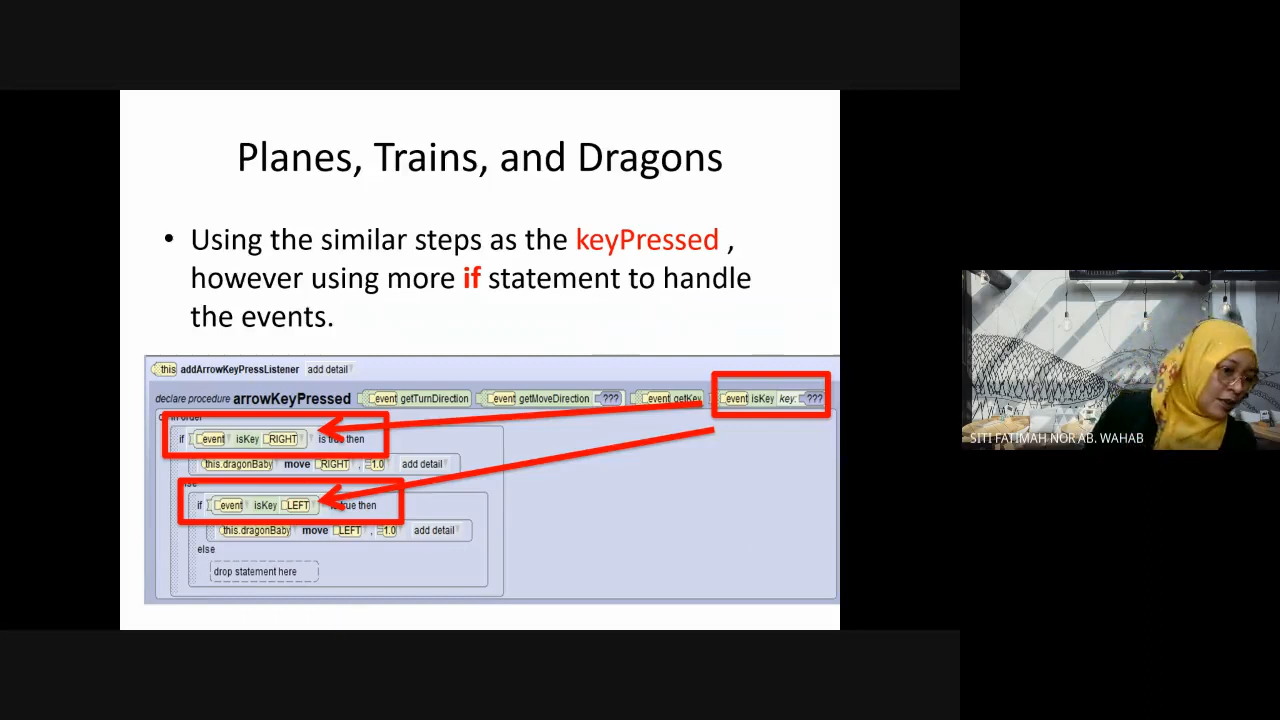 Planes, Trains, and Dragons
• Using the similar steps as the keyPressed ,
however using more if statement to handle
the events.
this addArrowKeyPressListener add detail
declare procedure arrowKeyPressed event getTurnDirection event getMoveDirection ??? event getKey event isKey key: ???
do in order
if event isKey RIGHT is true then
this.dragonBaby move RIGHT , 1.0 add detail
else
if event isKey LEFT is true then
this.dragonBaby move LEFT , 1.0 add detail
else
drop statement here
SITI FATIMAH NOR AB. WAHAB